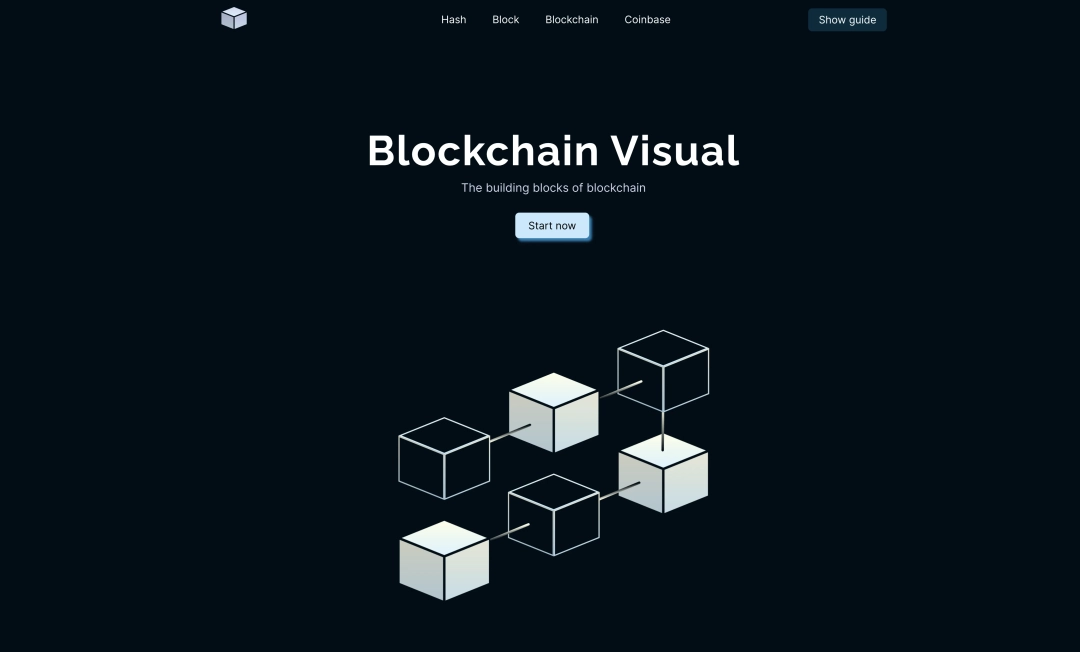 Hash Block Blockchain Coinbase Show guide
Blockchain Visual
The building blocks of blockchain
Start now